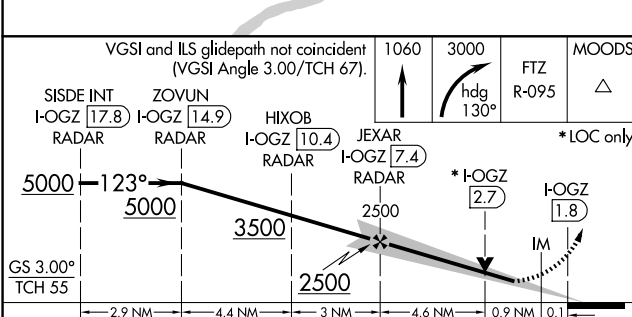 VGSI and ILS glidepath not coincident
(VGSI Angle 3.00/TCH 67).
1060
3000
hdg
130°
FTZ
R-095
MOODS
SISDE INT
I-OGZ 17.8
RADAR
ZOVUN
I-OGZ 14.9
RADAR
HIXOB
I-OGZ 10.4
RADAR
JEXAR
I-OGZ 7.4
RADAR
* LOC only
* I-OGZ
2.7
I-OGZ
1.8
5000
123°
5000
3500
2500
2500
IM
GS 3.00°
TCH 55
2.9 NM
4.4 NM
3 NM
4.6 NM
0.9 NM
0.1